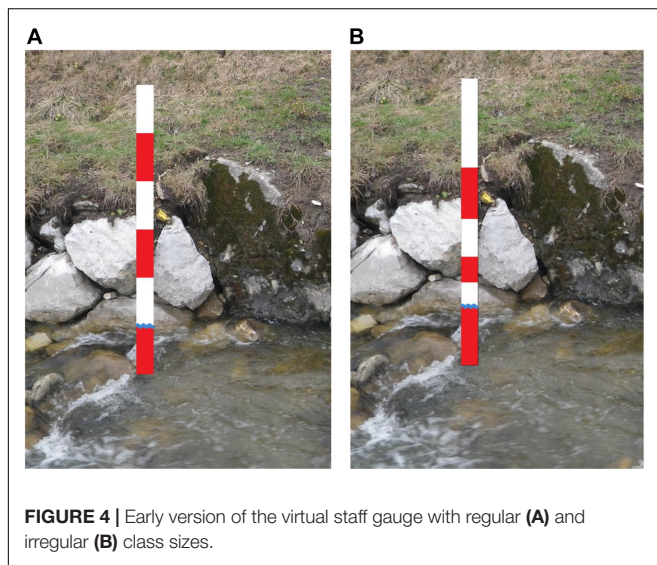 A
B
FIGURE 4 | Early version of the virtual staff gauge with regular (A) and
irregular (B) class sizes.